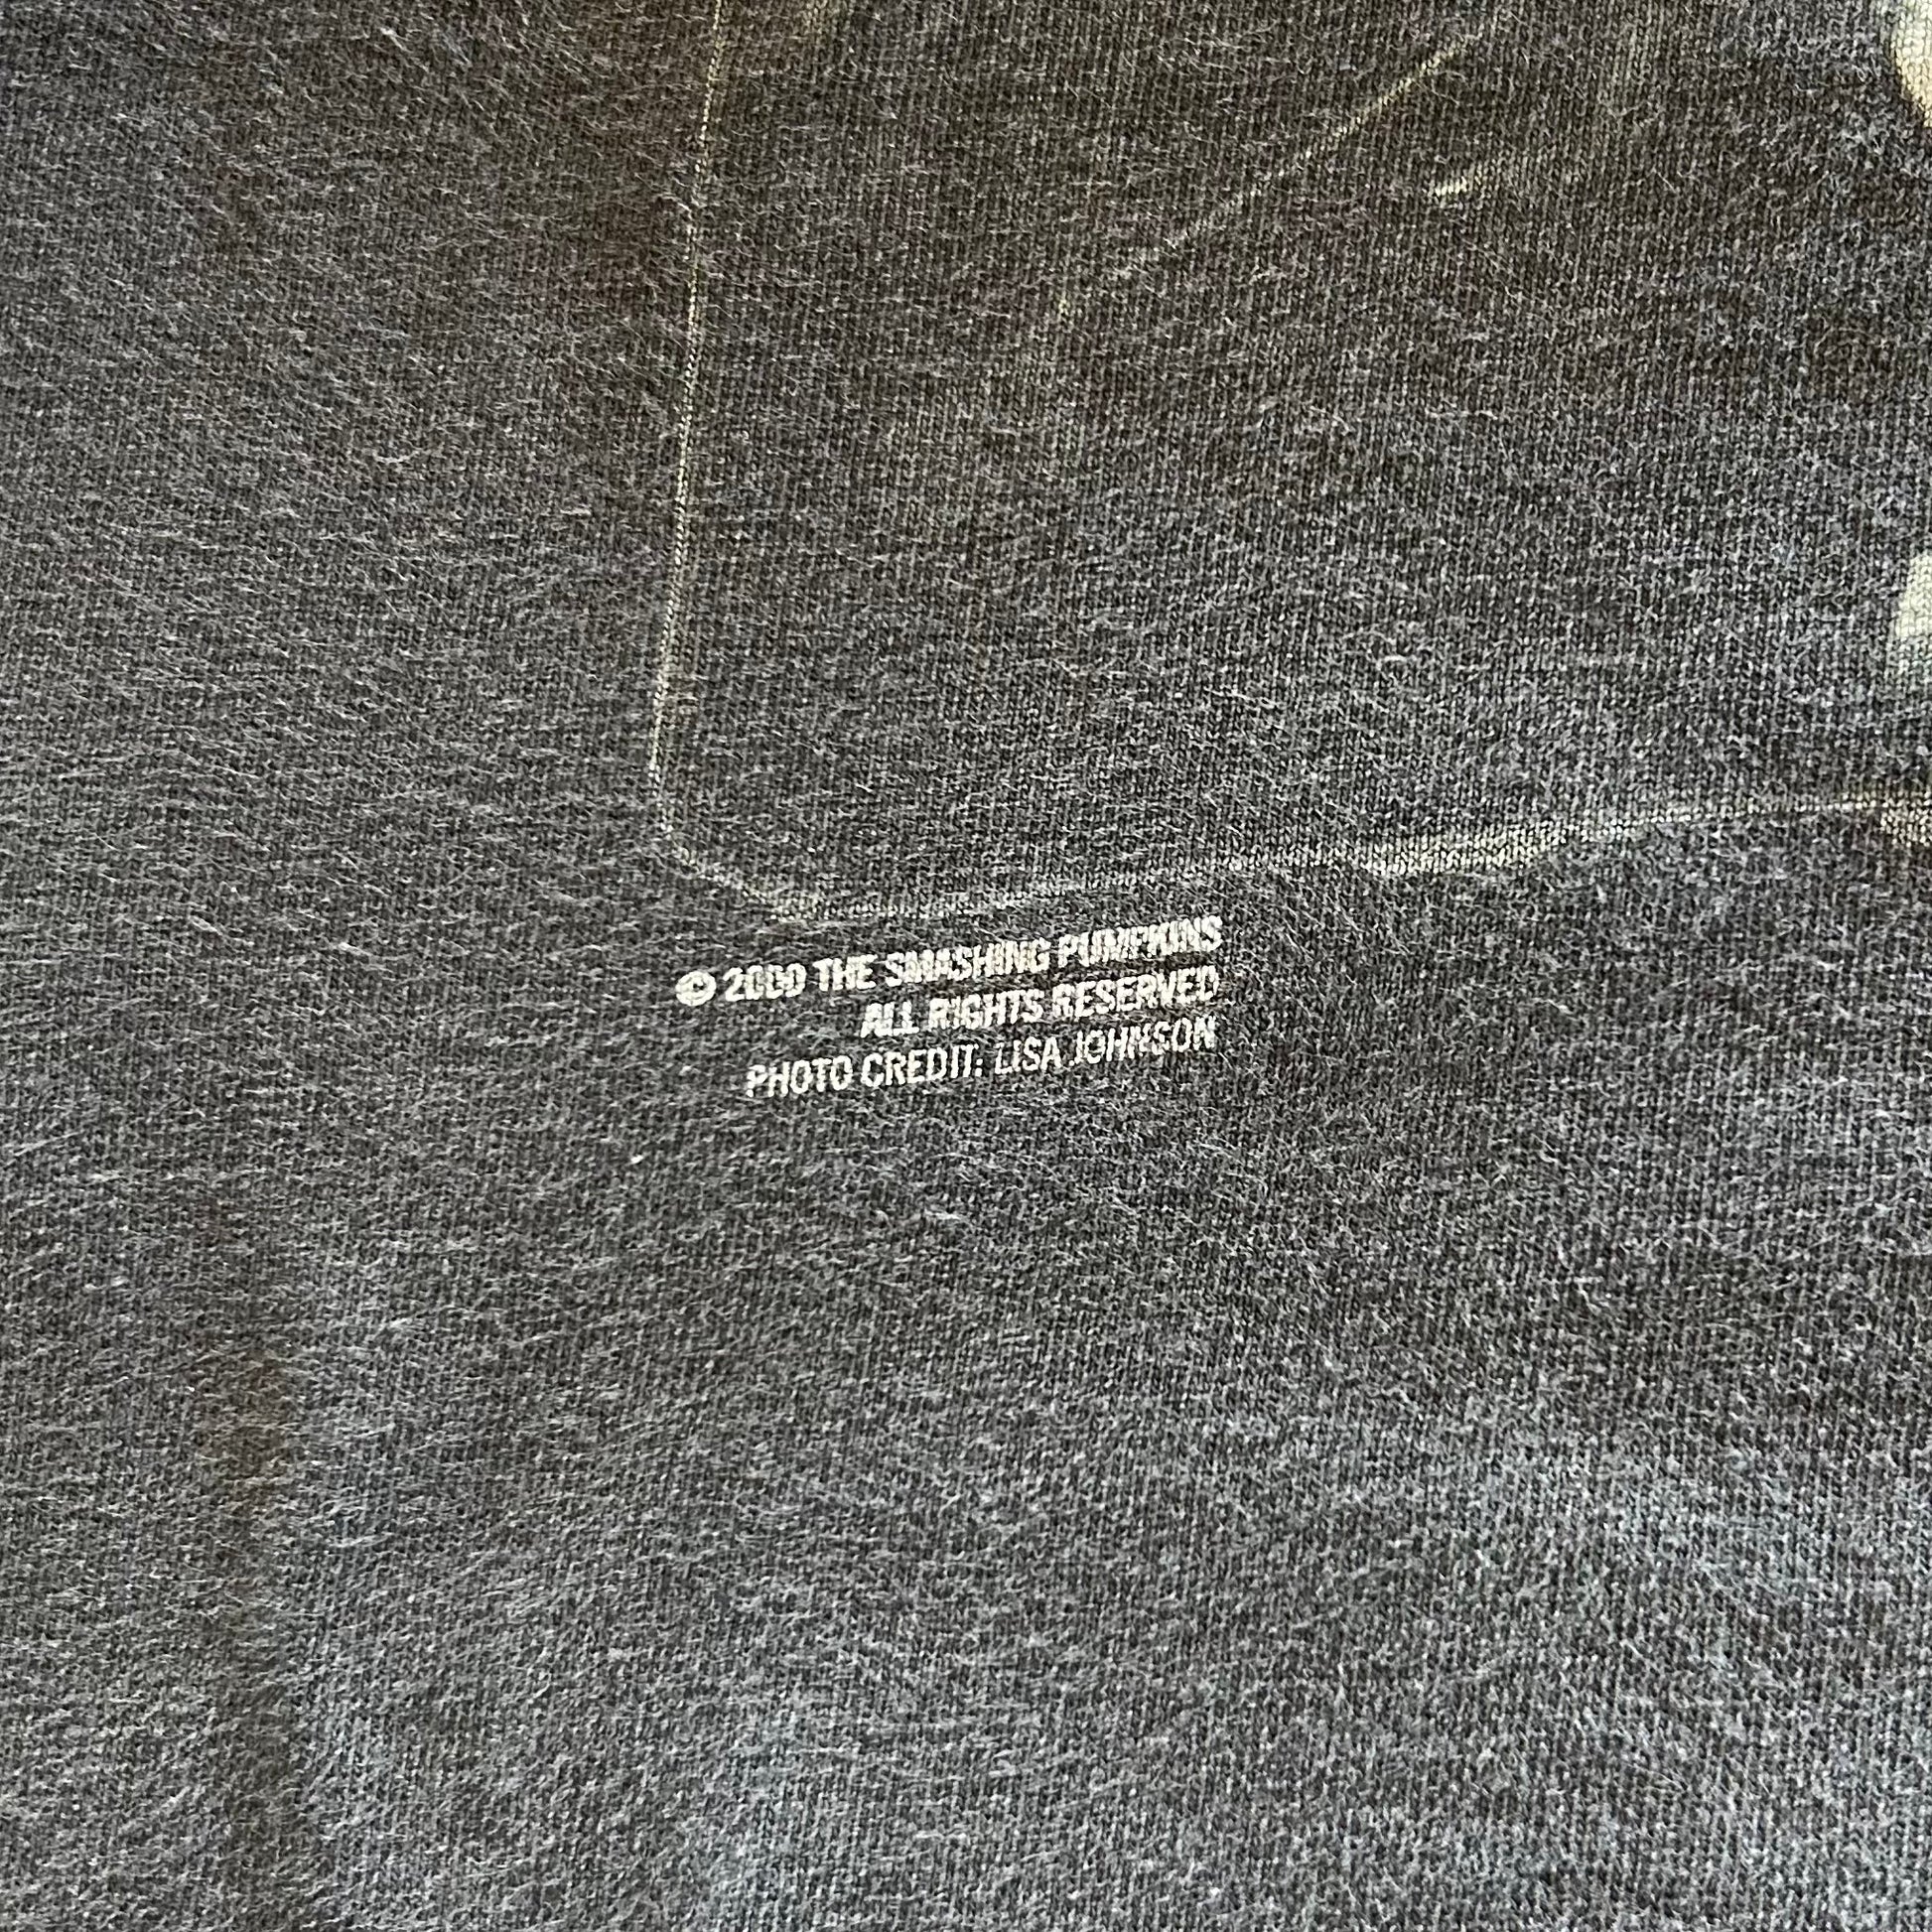 © 2000 THE SMASHING PUMPKINS
ALL RIGHTS RESERVED
PHOTO CREDIT: LISA JOHNSON